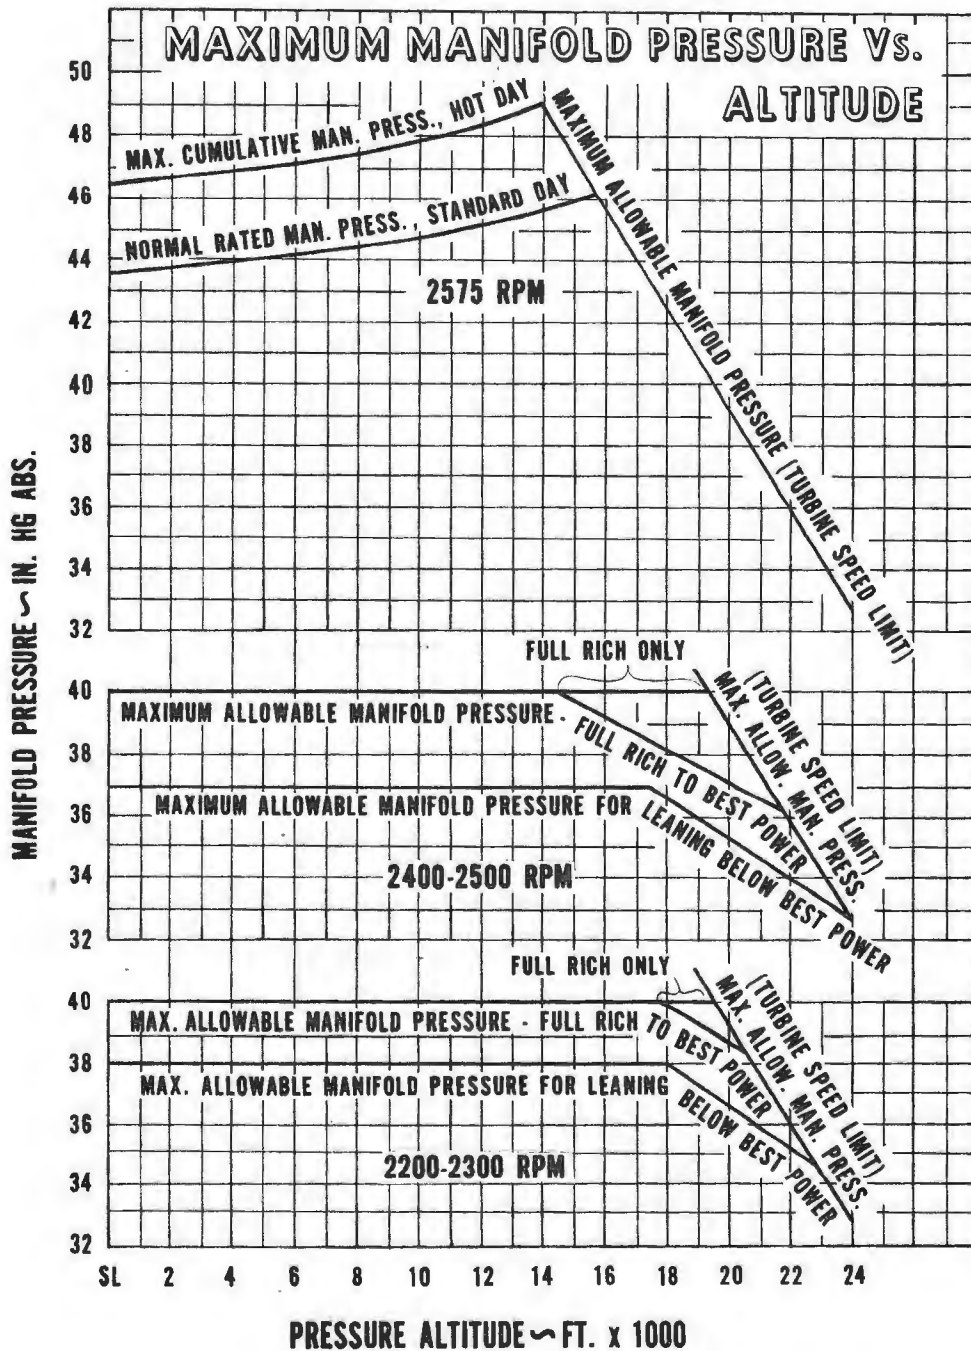 MAXIMUM MANIFOLD PRESSURE Vs.
ALTITUDE
MANIFOLD PRESSURE ~ IN. HG ABS.
50
48
46
44
42
40
38
36
34
32
MAX. CUMULATIVE MAN. PRESS., HOT DAY
NORMAL RATED MAN. PRESS., STANDARD DAY
MAXIMUM ALLOWABLE MANIFOLD PRESSURE (TURBINE SPEED LIMIT)
2575 RPM
40
38
36
34
32
FULL RICH ONLY
MAXIMUM ALLOWABLE MANIFOLD PRESSURE - FULL RICH TO BEST POWER
MAXIMUM ALLOWABLE MANIFOLD PRESSURE FOR LEANING BELOW BEST POWER
(TURBINE SPEED LIMIT)
MAX. ALLOW. MAN. PRESS.
2400-2500 RPM
40
38
36
34
32
FULL RICH ONLY
MAX. ALLOWABLE MANIFOLD PRESSURE - FULL RICH TO BEST POWER
MAX. ALLOWABLE MANIFOLD PRESSURE FOR LEANING BELOW BEST POWER
(TURBINE SPEED LIMIT)
MAX. ALLOW MAN. PRESS.
2200-2300 RPM
SL 2 4 6 8 10 12 14 16 18 20 22 24
PRESSURE ALTITUDE ~ FT. x 1000